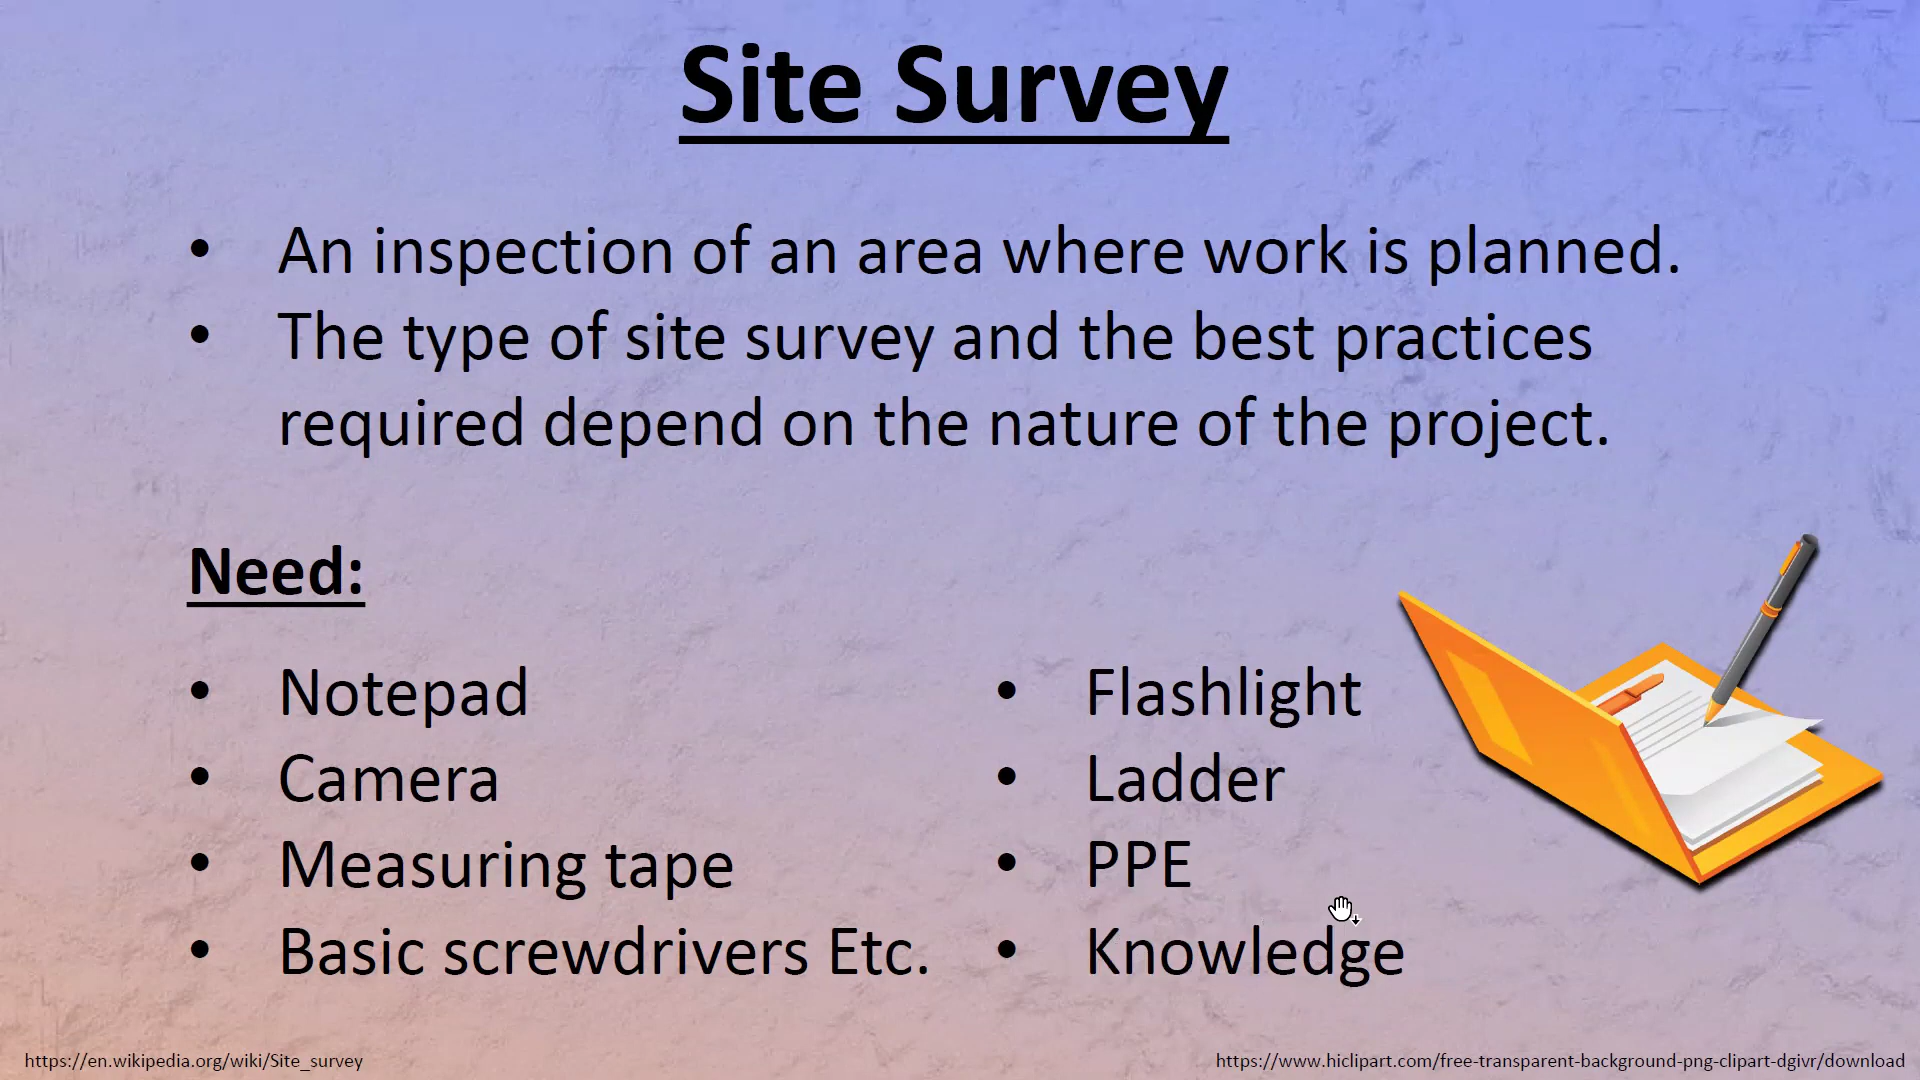 Site Survey
• An inspection of an area where work is planned.
• The type of site survey and the best practices
required depend on the nature of the project.
Need:
• Notepad
• Camera
• Measuring tape
• Basic screwdrivers Etc.
• Flashlight
• Ladder
• PPE
• Knowledge
https://en.wikipedia.org/wiki/Site_survey
https://www.hiclipart.com/free-transparent-background-png-clipart-dgivr/download